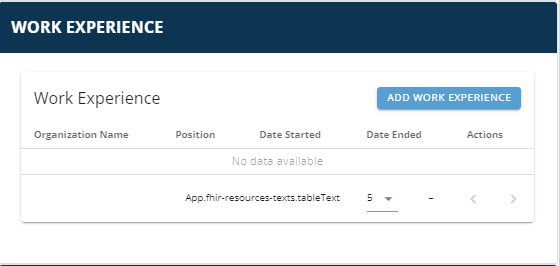 WORK EXPERIENCE
Work Experience
ADD WORK EXPERIENCE
Organization Name Position Date Started Date Ended Actions
No data available
App.fhir-resources-texts.tableText 5 –